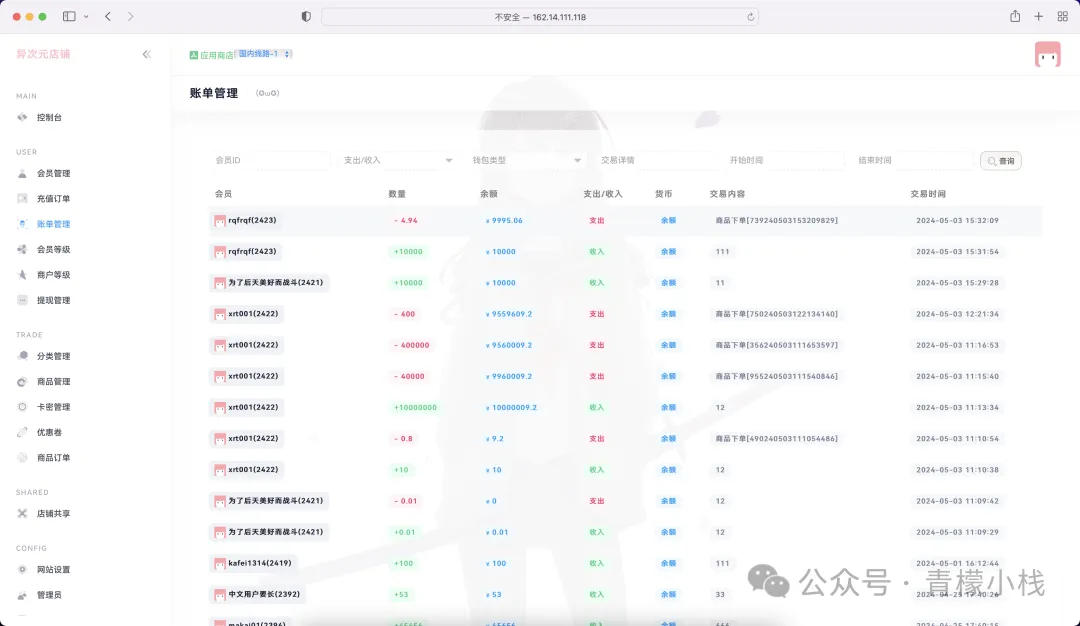 不安全 — 162.14.111.118
异次元店铺
应用商店 国内线路-1
账单管理 (OωO)
MAIN
控制台
USER
会员管理
充值订单
账单管理
会员等级
商户等级
提现管理
TRADE
分类管理
商品管理
卡密管理
优惠卷
商品订单
SHARED
店铺共享
CONFIG
网站设置
管理员
会员ID 支出/收入 钱包类型 交易详情 开始时间 结束时间 查询
会员 数量 余额 支出/收入 货币 交易内容 交易时间
rqfrqf(2423) - 4.94 ¥ 9995.06 支出 余额 商品下单[739240503153209829] 2024-05-03 15:32:09
rqfrqf(2423) +10000 ¥ 10000 收入 余额 111 2024-05-03 15:31:54
为了后天美好而战斗(2421) +10000 ¥ 10000 收入 余额 11 2024-05-03 15:29:28
xrt001(2422) - 400 ¥ 9559609.2 支出 余额 商品下单[750240503122134140] 2024-05-03 12:21:34
xrt001(2422) - 400000 ¥ 9560009.2 支出 余额 商品下单[356240503111653597] 2024-05-03 11:16:53
xrt001(2422) - 40000 ¥ 9960009.2 支出 余额 商品下单[955240503111540846] 2024-05-03 11:15:40
xrt001(2422) +10000000 ¥ 10000009.2 收入 余额 12 2024-05-03 11:13:34
xrt001(2422) - 0.8 ¥ 9.2 支出 余额 商品下单[490240503111054486] 2024-05-03 11:10:54
xrt001(2422) +10 ¥ 10 收入 余额 12 2024-05-03 11:10:38
为了后天美好而战斗(2421) - 0.01 ¥ 0 支出 余额 12 2024-05-03 11:09:42
为了后天美好而战斗(2421) +0.01 ¥ 0.01 收入 余额 12 2024-05-03 11:09:29
kafei1314(2419) +100 ¥ 100 收入 余额 111 2024-05-01 16:12:44
中文用户要长(2392) +53 ¥ 53 收入 余额 33 2024-04-25 17:40:26
公众号 · 青檬小栈